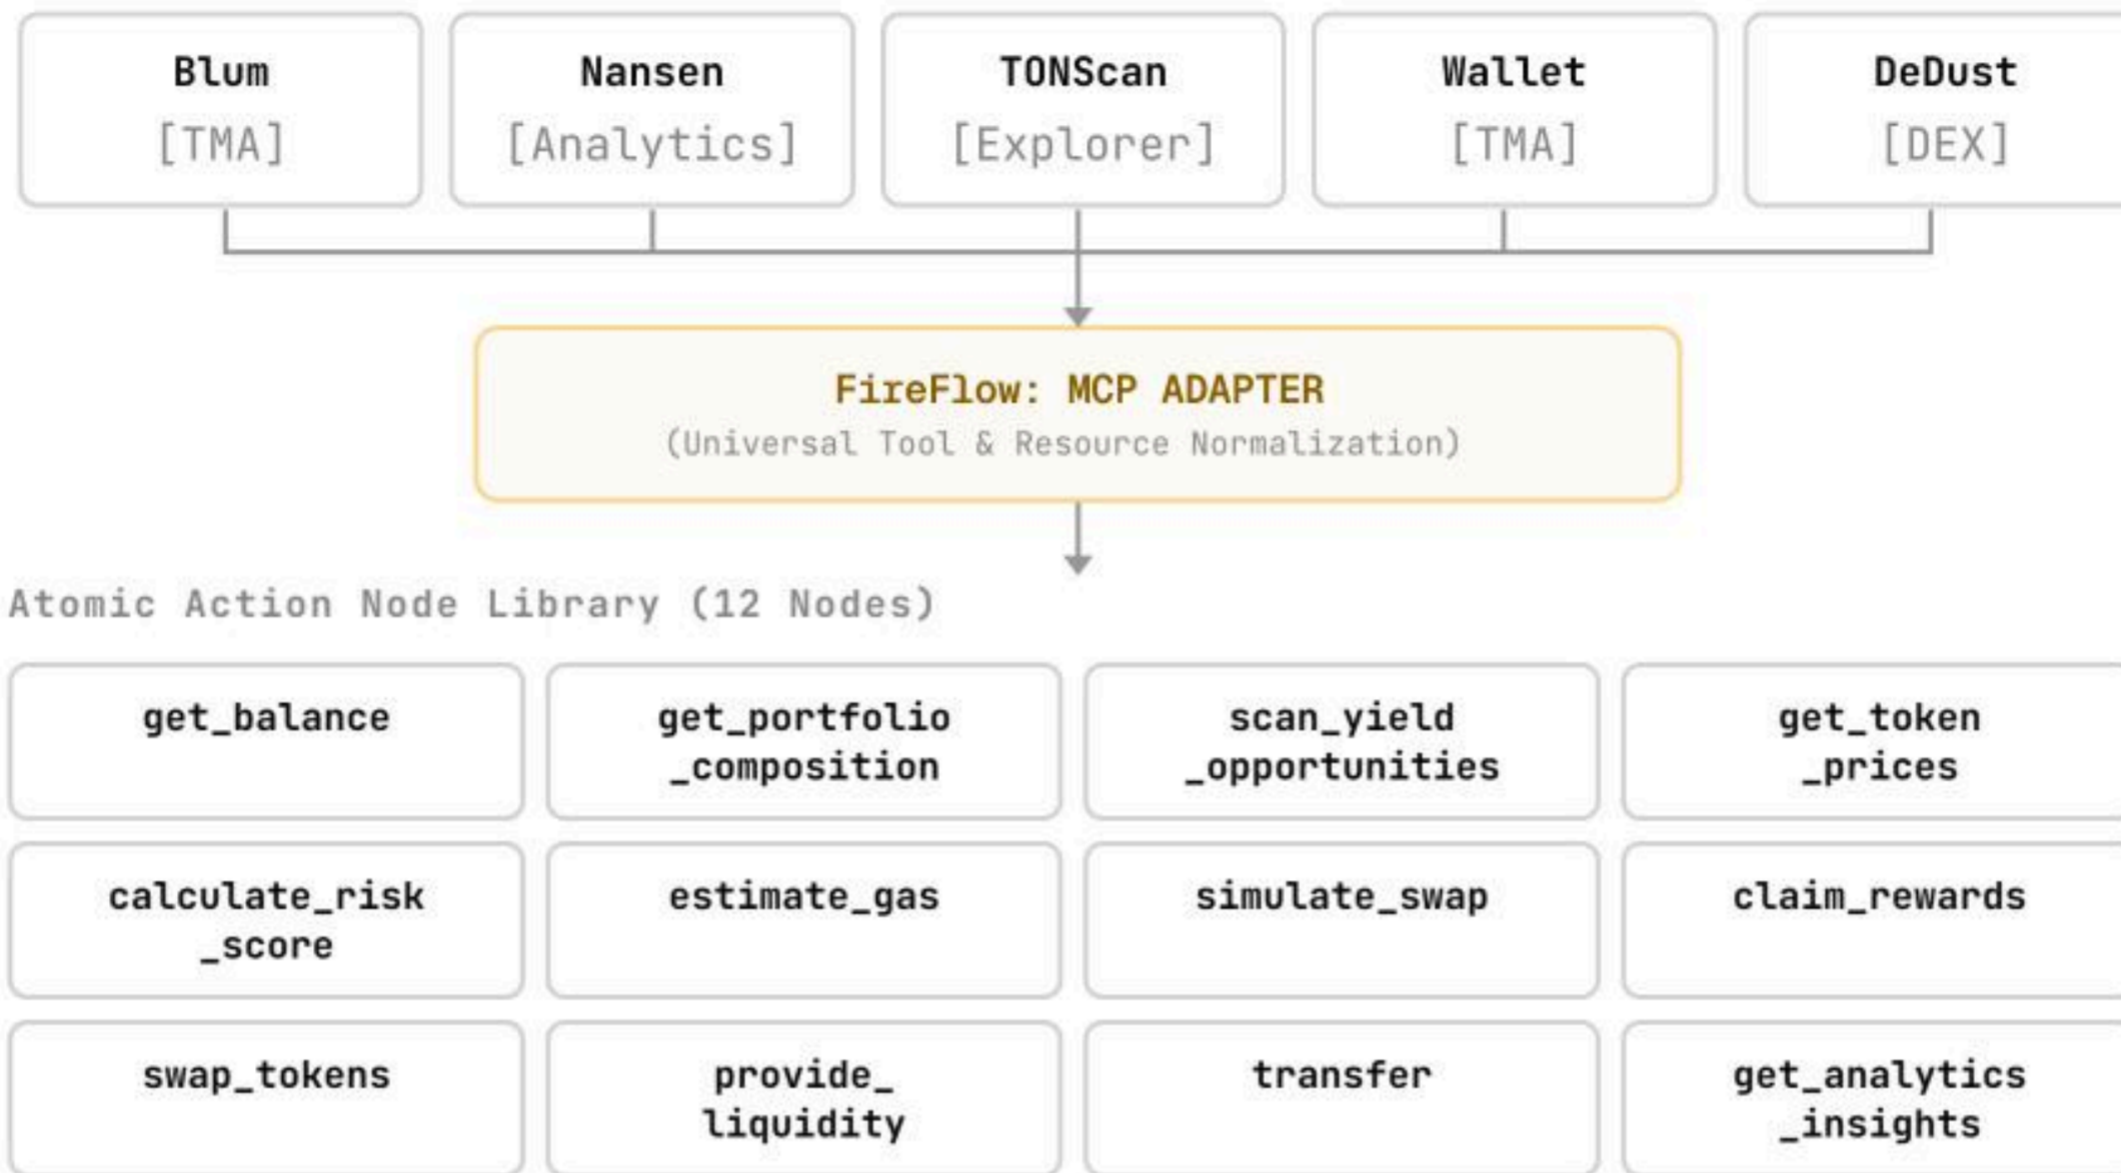 Blum
[TMA]
Nansen
[Analytics]
TONScan
[Explorer]
Wallet
[TMA]
DeDust
[DEX]
FireFlow: MCP ADAPTER
(Universal Tool & Resource Normalization)
Atomic Action Node Library (12 Nodes)
get_balance
get_portfolio
_composition
scan_yield
_opportunities
get_token
_prices
calculate_risk
_score
estimate_gas
simulate_swap
claim_rewards
swap_tokens
provide_
liquidity
transfer
get_analytics
_insights